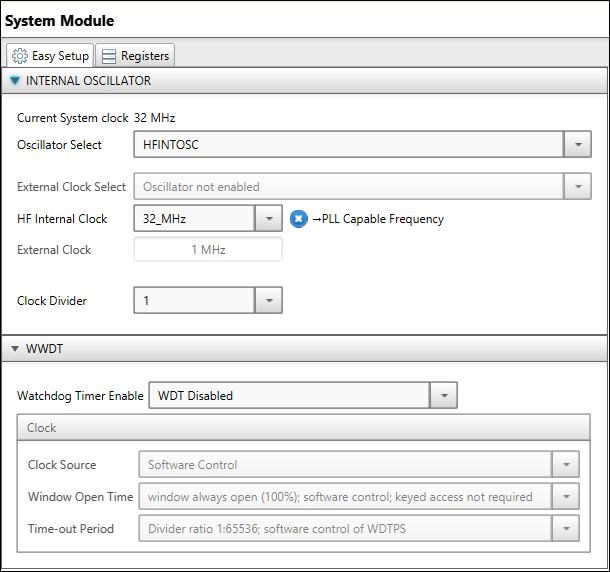 System Module
Easy Setup Registers
INTERNAL OSCILLATOR
Current System clock 32 MHz
Oscillator Select HFINTOSC
External Clock Select Oscillator not enabled
HF Internal Clock 32_MHz →PLL Capable Frequency
External Clock 1 MHz
Clock Divider 1
WWDT
Watchdog Timer Enable WDT Disabled
Clock
Clock Source Software Control
Window Open Time window always open (100%); software control; keyed access not required
Time-out Period Divider ratio 1:65536; software control of WDTPS